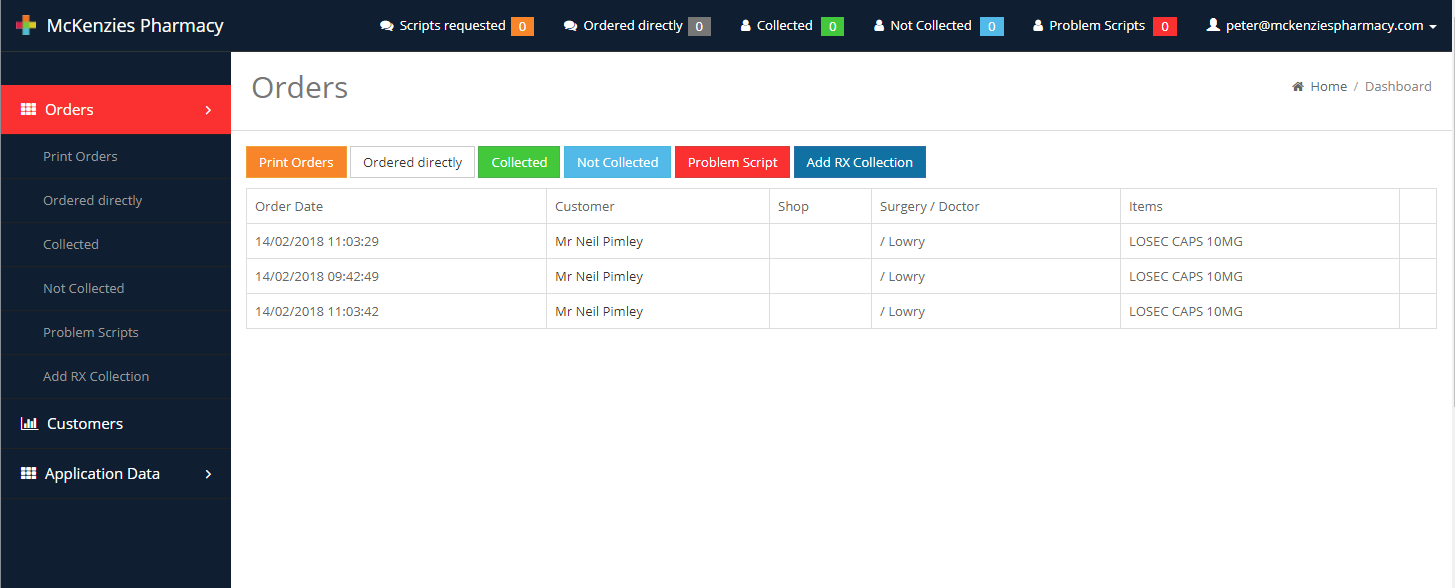 McKenzies Pharmacy Scripts requested 0 Ordered directly 0 Collected 0 Not Collected 0 Problem Scripts 0 peter@mckenziespharmacy.com
Orders
Print Orders
Ordered directly
Collected
Not Collected
Problem Scripts
Add RX Collection
Customers
Application Data
Orders
Home / Dashboard
Print Orders Ordered directly Collected Not Collected Problem Script Add RX Collection
Order Date Customer Shop Surgery / Doctor Items
14/02/2018 11:03:29 Mr Neil Pimley / Lowry LOSEC CAPS 10MG
14/02/2018 09:42:49 Mr Neil Pimley / Lowry LOSEC CAPS 10MG
14/02/2018 11:03:42 Mr Neil Pimley / Lowry LOSEC CAPS 10MG